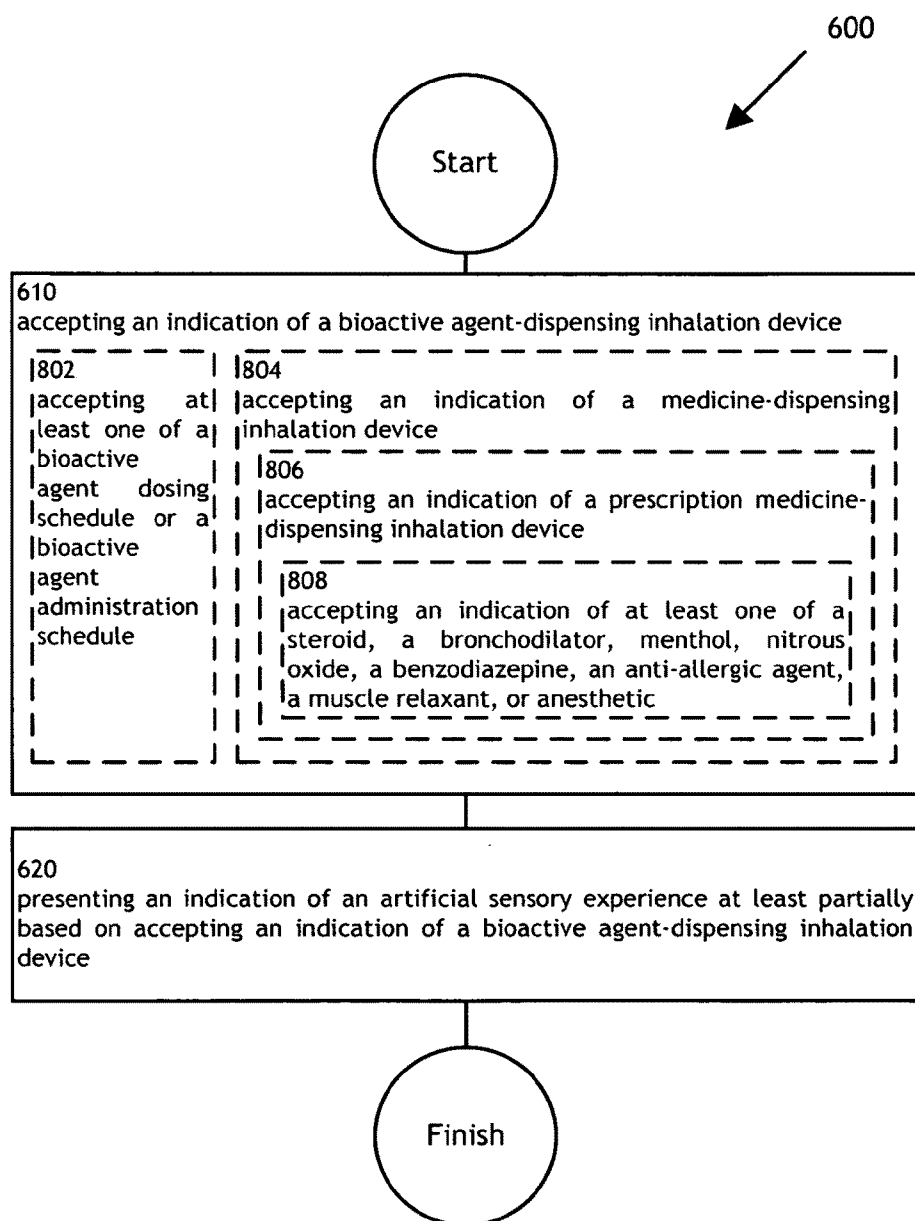 600
Start
610
accepting an indication of a bioactive agent-dispensing inhalation device
802
accepting at
least one of a
bioactive
agent dosing
schedule or a
bioactive
agent
administration
schedule
804
accepting an indication of a medicine-dispensing
inhalation device
806
accepting an indication of a prescription medicine-
dispensing inhalation device
808
accepting an indication of at least one of a
steroid, a bronchodilator, menthol, nitrous
oxide, a benzodiazepine, an anti-allergic agent,
a muscle relaxant, or anesthetic
620
presenting an indication of an artificial sensory experience at least partially
based on accepting an indication of a bioactive agent-dispensing inhalation
device
Finish